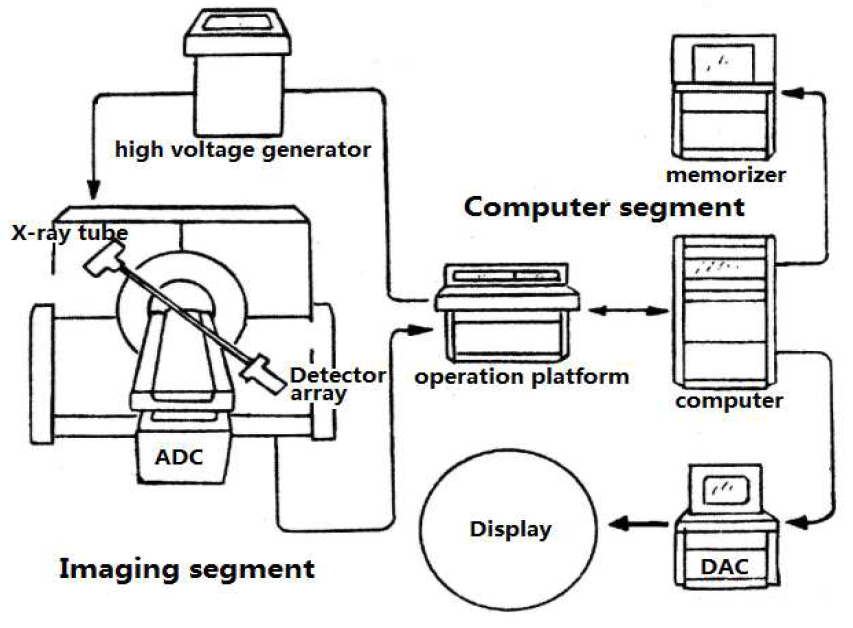 high voltage generator
memorizer
Computer segment
X-ray tube
Detector
array
operation platform
computer
ADC
Display
DAC
Imaging segment